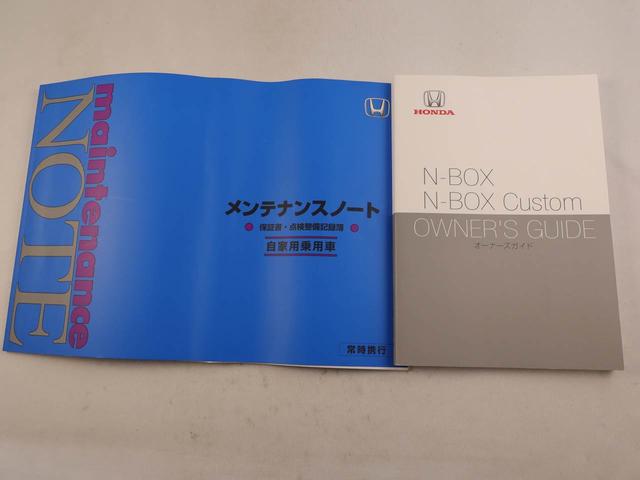 maintenance
NOTE
メンテナンスノート
保証書・点検整備記録簿
自家用乗用車
常時携行
HONDA
N-BOX
N-BOX Custom
OWNER'S GUIDE
オーナーズガイド